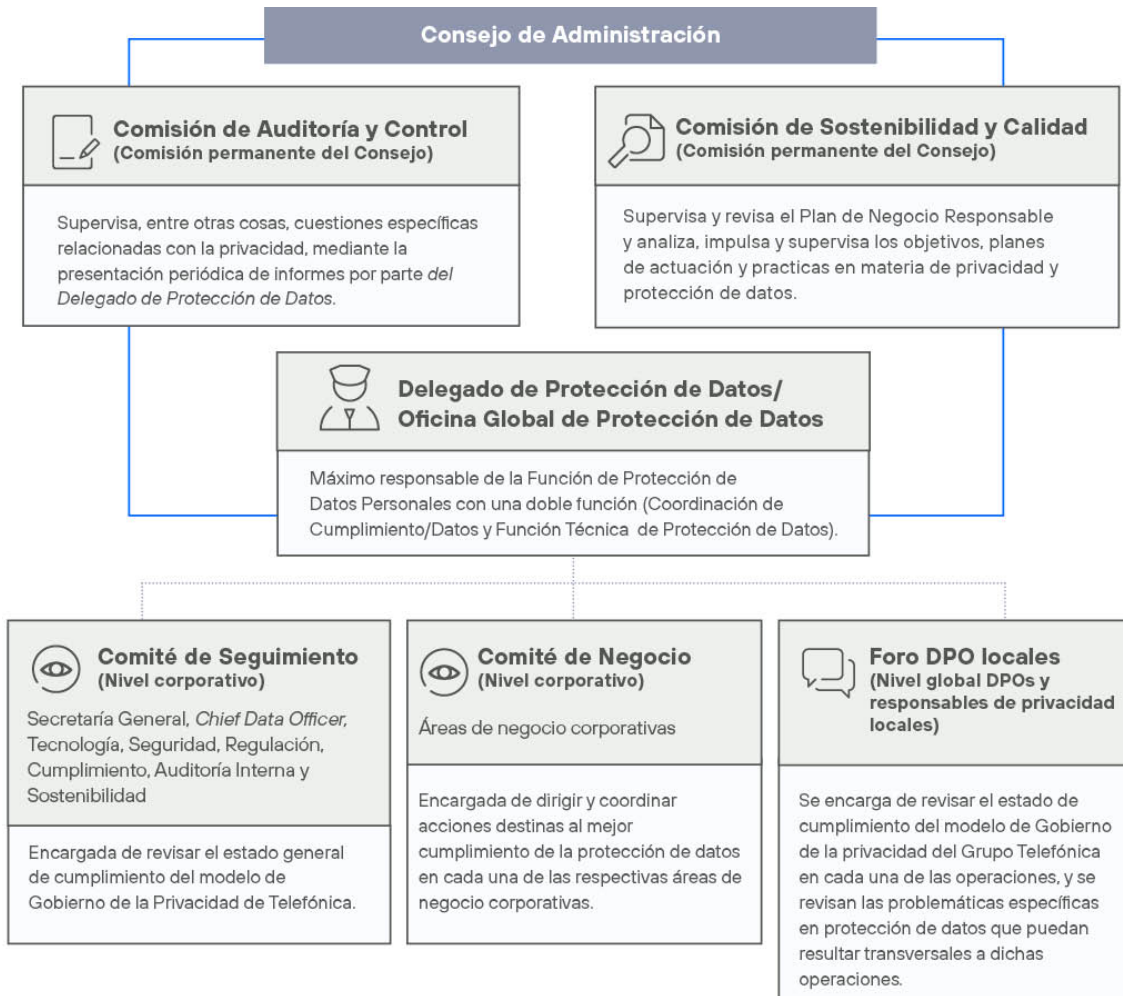 Consejo de Administración
Comisión de Auditoría y Control
(Comisión permanente del Consejo)
Supervisa, entre otras cosas, cuestiones específicas
relacionadas con la privacidad, mediante la
presentación periódica de informes por parte del
Delegado de Protección de Datos.
Comisión de Sostenibilidad y Calidad
(Comisión permanente del Consejo)
Supervisa y revisa el Plan de Negocio Responsable
y analiza, impulsa y supervisa los objetivos, planes
de actuación y practicas en materia de privacidad y
protección de datos.
Delegado de Protección de Datos/
Oficina Global de Protección de Datos
Máximo responsable de la Función de Protección de
Datos Personales con una doble función (Coordinación de
Cumplimiento/Datos y Función Técnica de Protección de Datos).
Comité de Seguimiento
(Nivel corporativo)
Secretaría General, Chief Data Officer,
Tecnología, Seguridad, Regulación,
Cumplimiento, Auditoría Interna y
Sostenibilidad
Encargada de revisar el estado general
de cumplimiento del modelo de
Gobierno de la Privacidad de Telefónica.
Comité de Negocio
(Nivel corporativo)
Áreas de negocio corporativas
Encargada de dirigir y coordinar
acciones destinas al mejor
cumplimiento de la protección de datos
en cada una de las respectivas áreas de
negocio corporativas.
Foro DPO locales
(Nivel global DPOs y
responsables de privacidad
locales)
Se encarga de revisar el estado de
cumplimiento del modelo de Gobierno
de la privacidad del Grupo Telefónica
en cada una de las operaciones, y se
revisan las problemáticas específicas
en protección de datos que puedan
resultar transversales a dichas
operaciones.